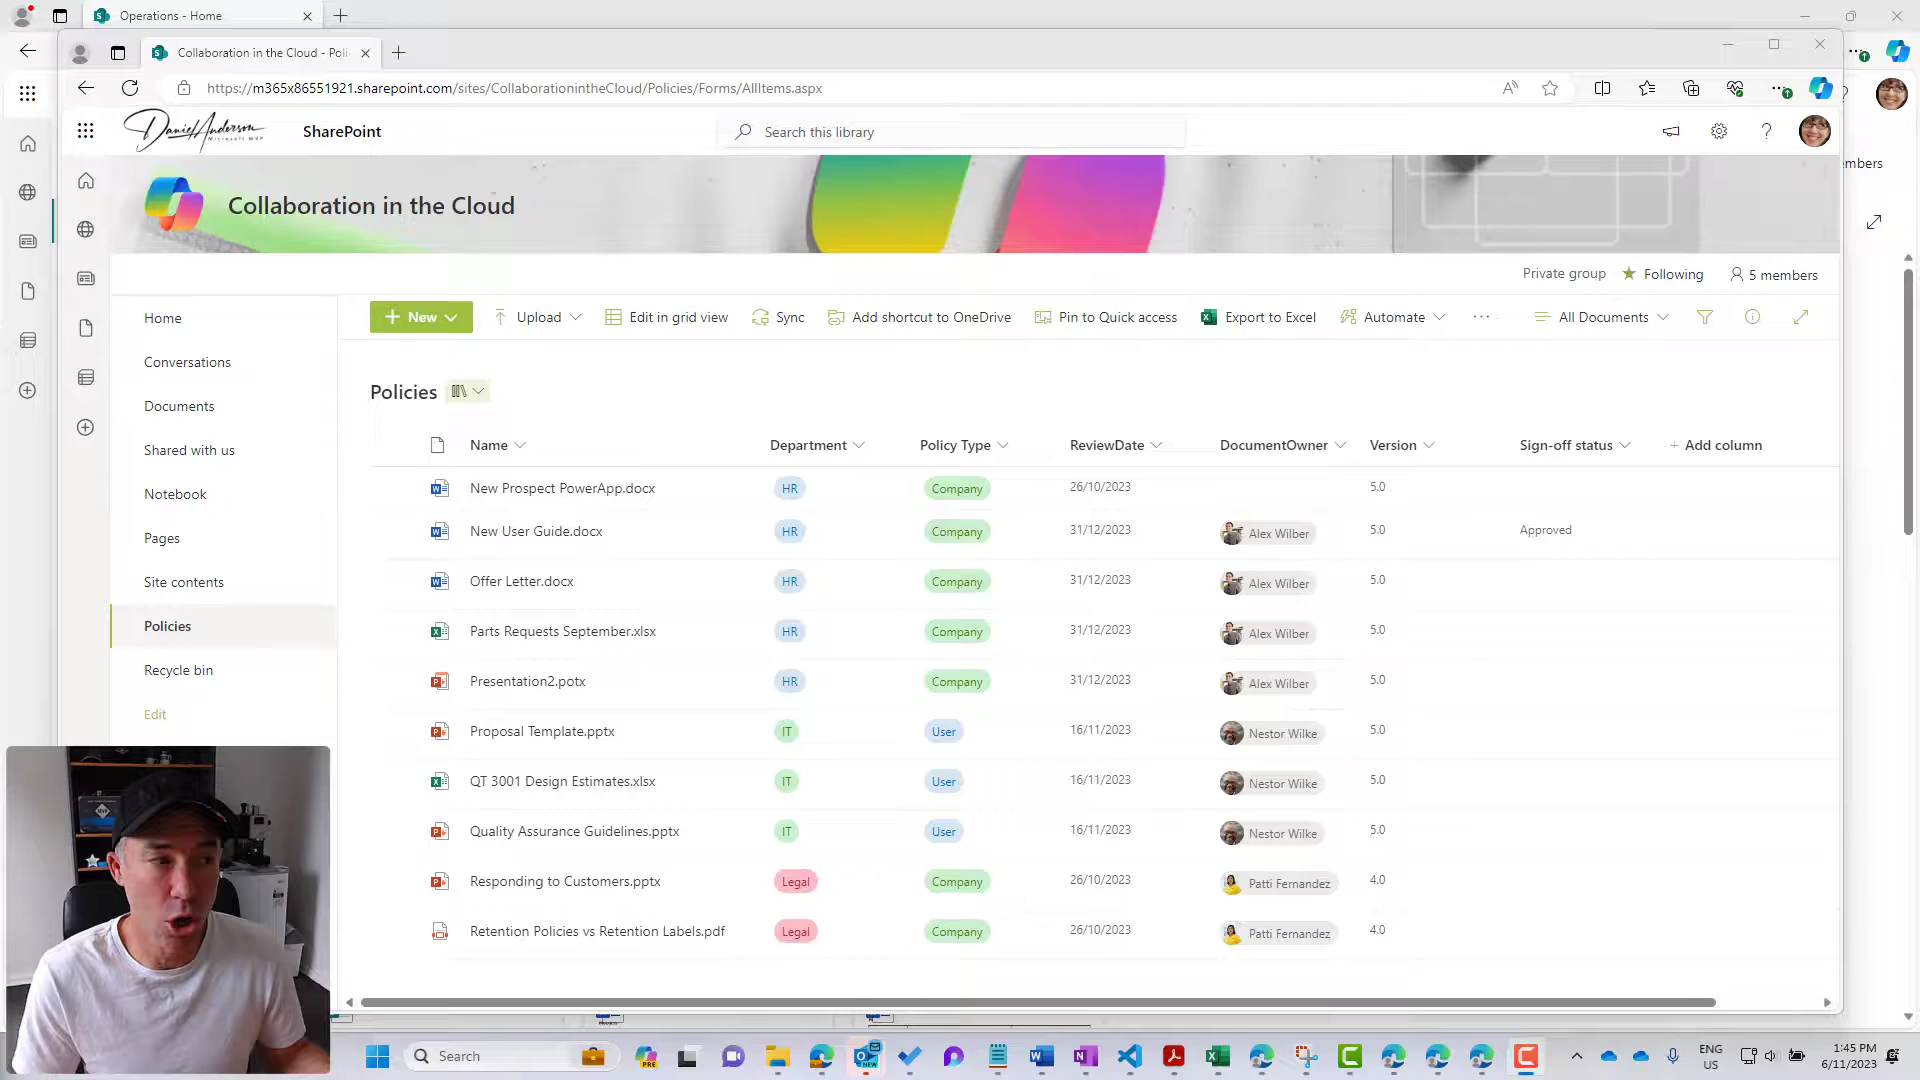 Operations - Home
Collaboration in the Cloud - Poli
https://m365x86551921.sharepoint.com/sites/CollaborationintheCloud/Policies/Forms/AllItems.aspx
Daniel Anderson
Microsoft MVP
SharePoint
Search this library
mbers
Collaboration in the Cloud
Private group
Following
5 members
Home
Conversations
Documents
Shared with us
Notebook
Pages
Site contents
Policies
Recycle bin
Edit
+ New
Upload
Edit in grid view
Sync
Add shortcut to OneDrive
Pin to Quick access
Export to Excel
Automate
...
All Documents
Policies
Name Department Policy Type ReviewDate DocumentOwner Version Sign-off status + Add column
New Prospect PowerApp.docx HR Company 26/10/2023 5.0
New User Guide.docx HR Company 31/12/2023 Alex Wilber 5.0 Approved
Offer Letter.docx HR Company 31/12/2023 Alex Wilber 5.0
Parts Requests September.xlsx HR Company 31/12/2023 Alex Wilber 5.0
Presentation2.potx HR Company 31/12/2023 Alex Wilber 5.0
Proposal Template.pptx IT User 16/11/2023 Nestor Wilke 5.0
QT 3001 Design Estimates.xlsx IT User 16/11/2023 Nestor Wilke 5.0
Quality Assurance Guidelines.pptx IT User 16/11/2023 Nestor Wilke 5.0
Responding to Customers.pptx Legal Company 26/10/2023 Patti Fernandez 4.0
Retention Policies vs Retention Labels.pdf Legal Company 26/10/2023 Patti Fernandez 4.0
Search
PRE
NEW
ENG
US
1:45 PM
6/11/2023